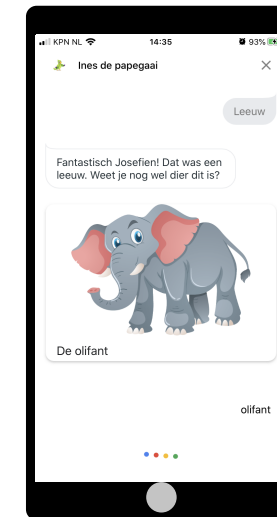 KPN NL 14:35 93%
Ines de papegaai
Leeuw
Fantastisch Josefien! Dat was een
leeuw. Weet je nog wel dier dit is?
De olifant
olifant